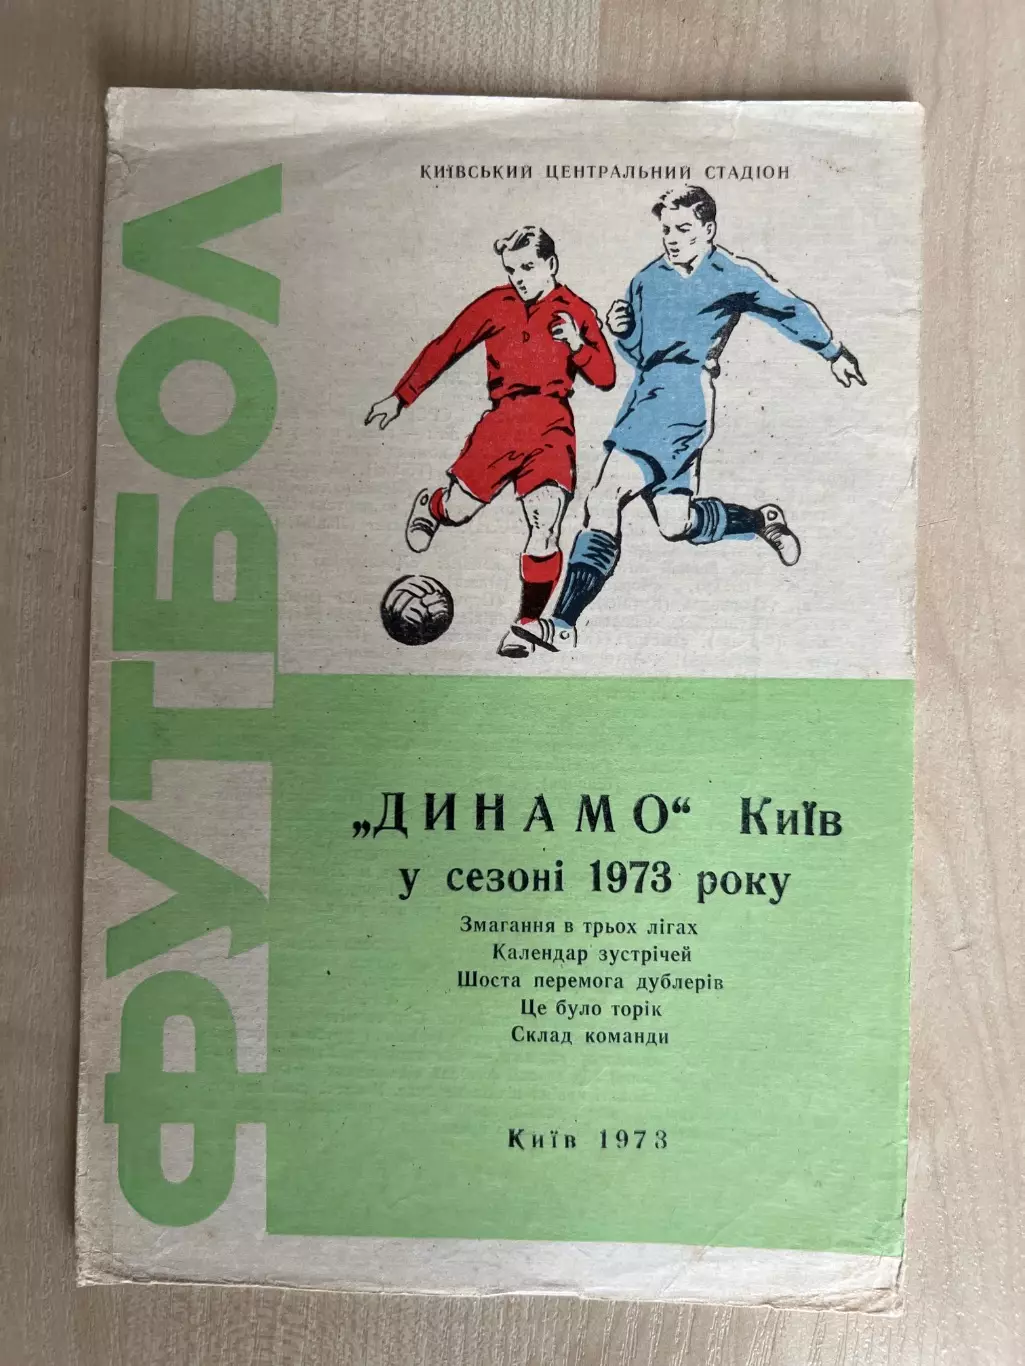 ФУТБОЛ
КИЇВСЬКИЙ ЦЕНТРАЛЬНИЙ СТАДІОН
D
„ДИНАМО“ Київ
у сезоні 1973 року
Змагання в трьох лігах
Календар зустрічей
Шоста перемога дублерів
Це було торік
Склад команди
Київ 1973